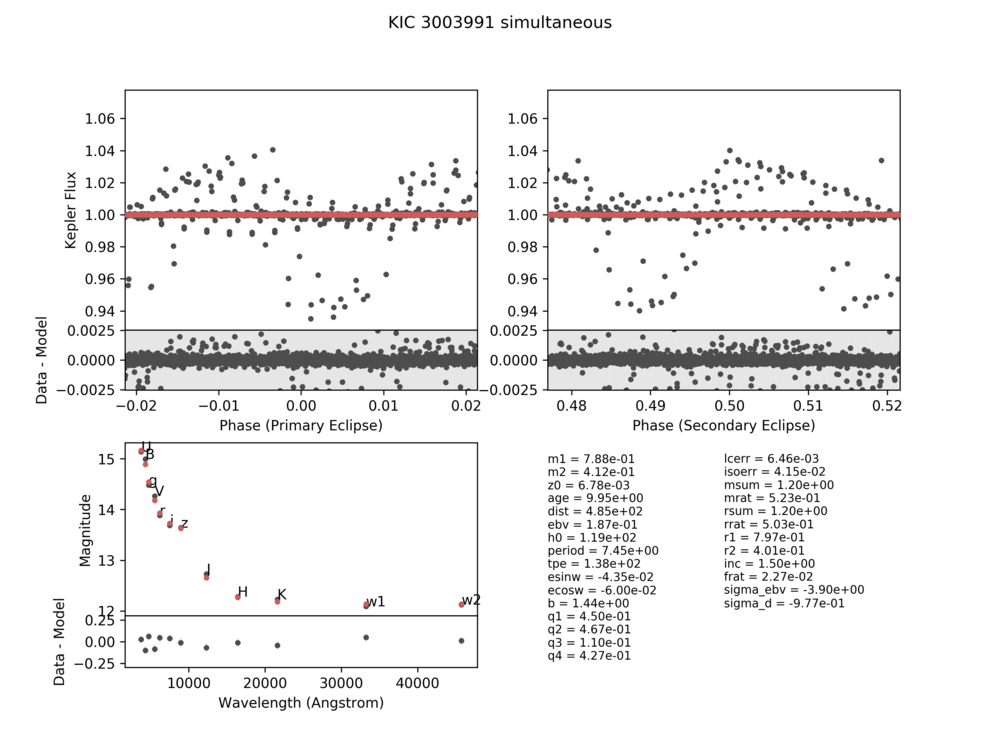 KIC 3003991 simultaneous
1.06
1.04
1.02
1.00
0.98
0.96
0.94
Kepler Flux
1.06
1.04
1.02
1.00
0.98
0.96
0.94
0.0025
0.0000
−0.0025
Data - Model
0.0025
0.0000
−0.0025
−0.02 −0.01 0.00 0.01 0.02
Phase (Primary Eclipse)
0.48 0.49 0.50 0.51 0.52
Phase (Secondary Eclipse)
15
14
13
12
Magnitude
U
B
g
V
r
i
z
J
H
K
w1
w2
0.25
0.00
−0.25
Data - Model
10000 20000 30000 40000
Wavelength (Angstrom)
m1 = 7.88e-01
m2 = 4.12e-01
z0 = 6.78e-03
age = 9.95e+00
dist = 4.85e+02
ebv = 1.87e-01
h0 = 1.19e+02
period = 7.45e+00
tpe = 1.38e+02
esinw = -4.35e-02
ecosw = -6.00e-02
b = 1.44e+00
q1 = 4.50e-01
q2 = 4.67e-01
q3 = 1.10e-01
q4 = 4.27e-01
lcerr = 6.46e-03
isoerr = 4.15e-02
msum = 1.20e+00
mrat = 5.23e-01
rsum = 1.20e+00
rrat = 5.03e-01
r1 = 7.97e-01
r2 = 4.01e-01
inc = 1.50e+00
frat = 2.27e-02
sigma_ebv = -3.90e+00
sigma_d = -9.77e-01